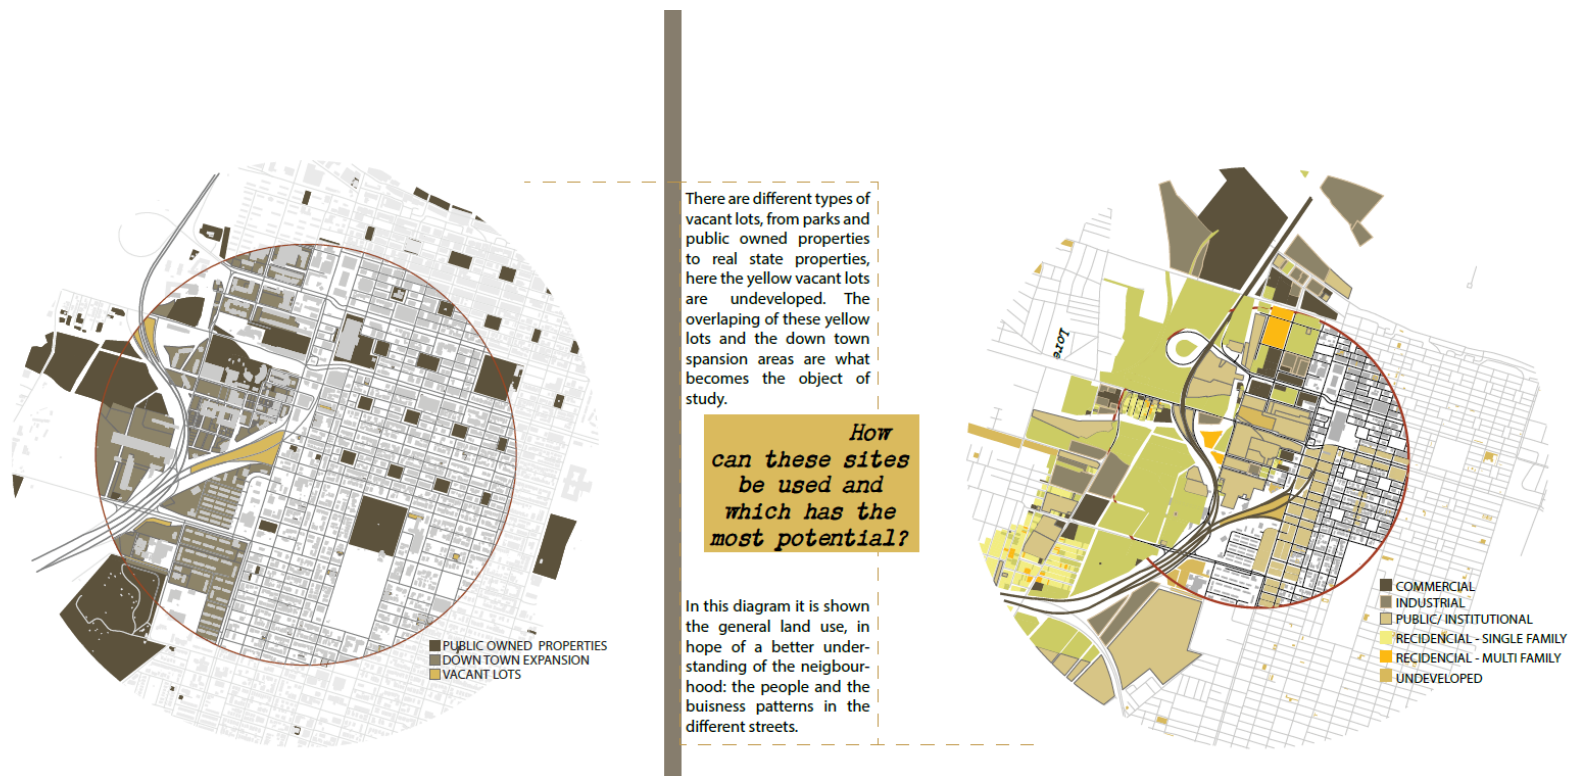 There are different types of
vacant lots, from parks and
public owned properties
to real state properties,
here the yellow vacant lots
are undeveloped. The
overlaping of these yellow
lots and the down town
spansion areas are what
becomes the object of
study.
How
can these sites
be used and
which has the
most potential?
In this diagram it is shown
the general land use, in
hope of a better under-
standing of the neigbour-
hood: the people and the
buisness patterns in the
different streets.
PUBLIC OWNED PROPERTIES
DOWN TOWN EXPANSION
VACANT LOTS
Lore
COMMERCIAL
INDUSTRIAL
PUBLIC/ INSTITUTIONAL
RECIDENCIAL - SINGLE FAMILY
RECIDENCIAL - MULTI FAMILY
UNDEVELOPED